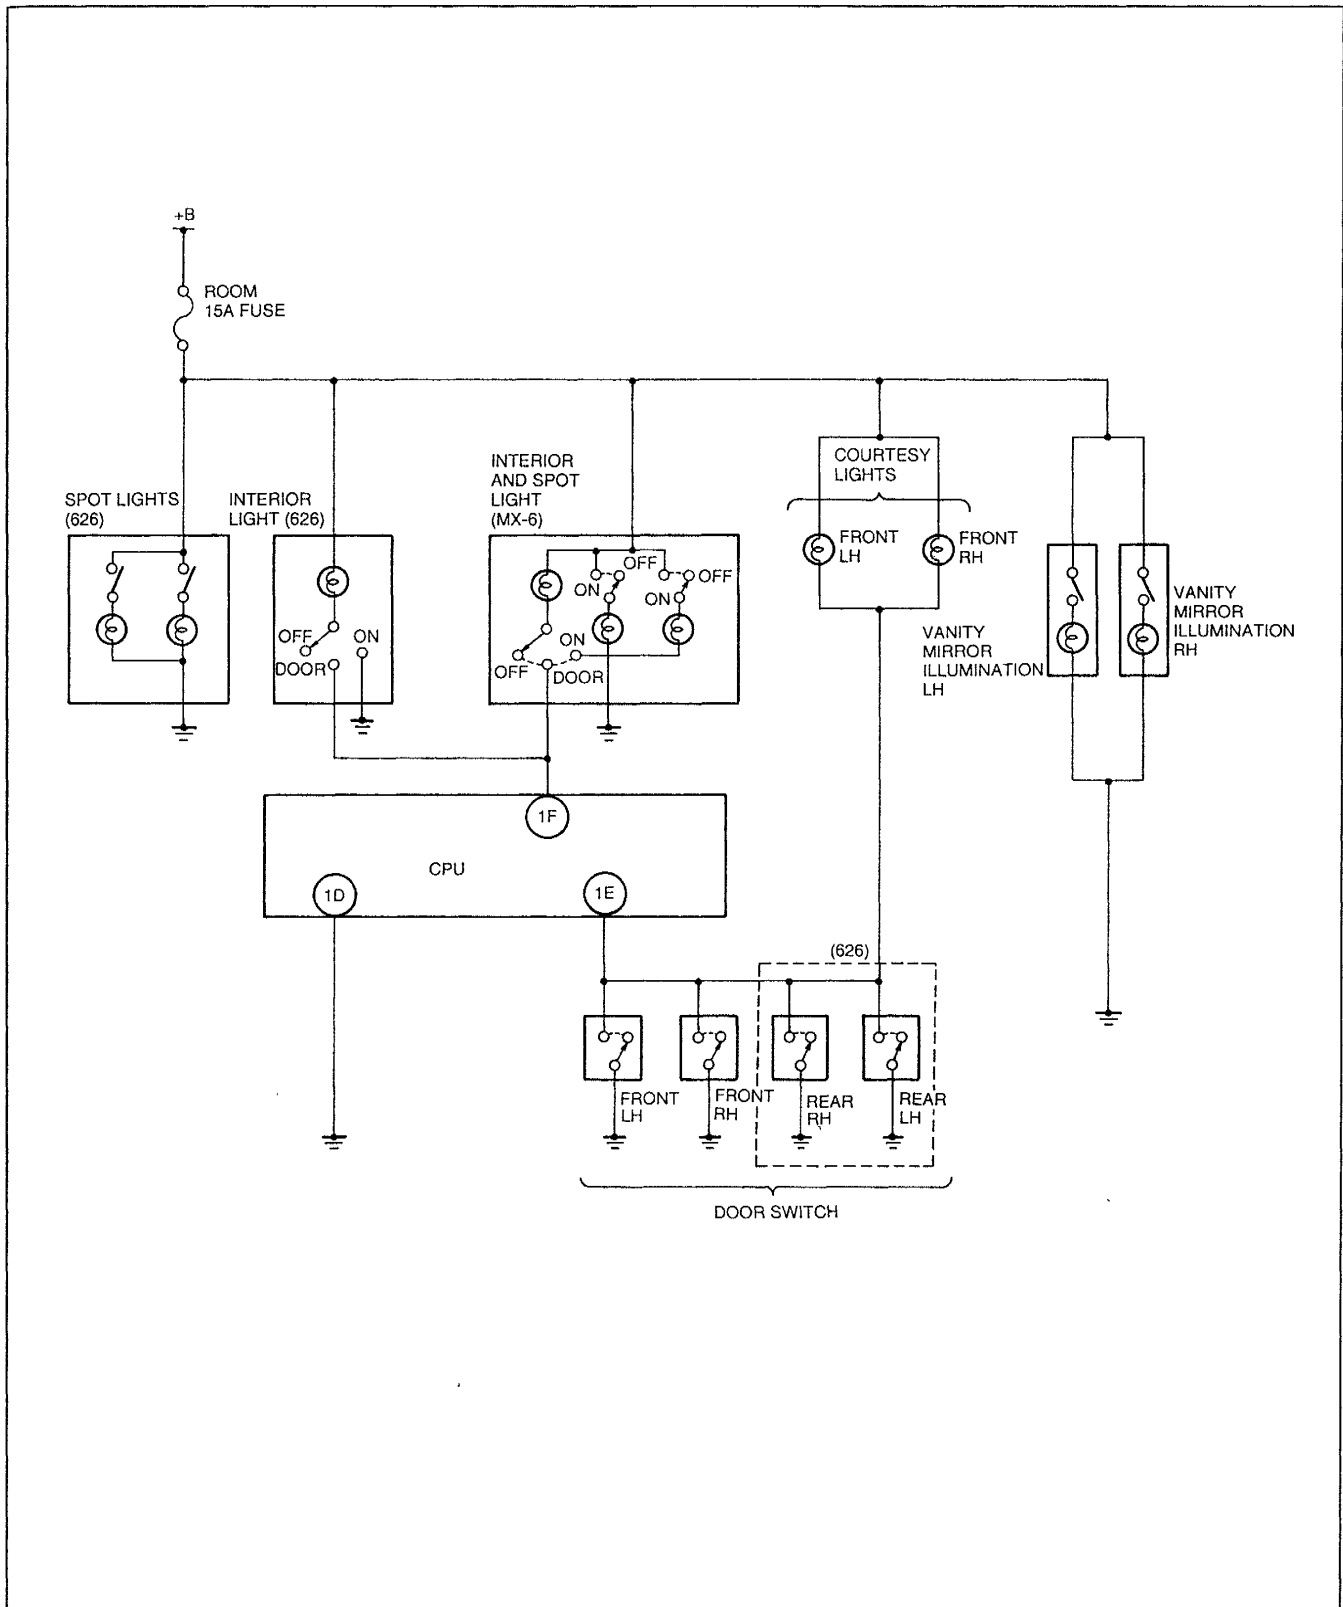 +B
ROOM
15A FUSE
SPOT LIGHTS
(626)
INTERIOR
LIGHT (626)
INTERIOR
AND SPOT
LIGHT
(MX-6)
COURTESY
LIGHTS
FRONT
LH
FRONT
RH
OFF
ON
DOOR
OFF
ON
OFF
ON
ON
OFF
DOOR
VANITY
MIRROR
ILLUMINATION
LH
VANITY
MIRROR
ILLUMINATION
RH
1F
CPU
1D
1E
(626)
FRONT
LH
FRONT
RH
REAR
RH
REAR
LH
DOOR SWITCH